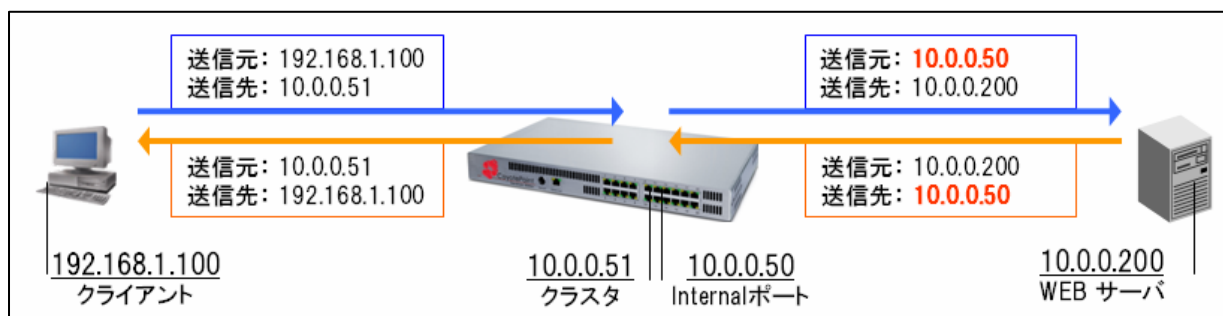 送信元： 192.168.1.100
送信先： 10.0.0.51
送信元： 10.0.0.50
送信先： 10.0.0.200
送信元： 10.0.0.51
送信先： 192.168.1.100
送信元： 10.0.0.200
送信先： 10.0.0.50
CoyotePoint
192.168.1.100
クライアント
10.0.0.51
クラスタ
10.0.0.50
Internalポート
10.0.0.200
WEB サーバ